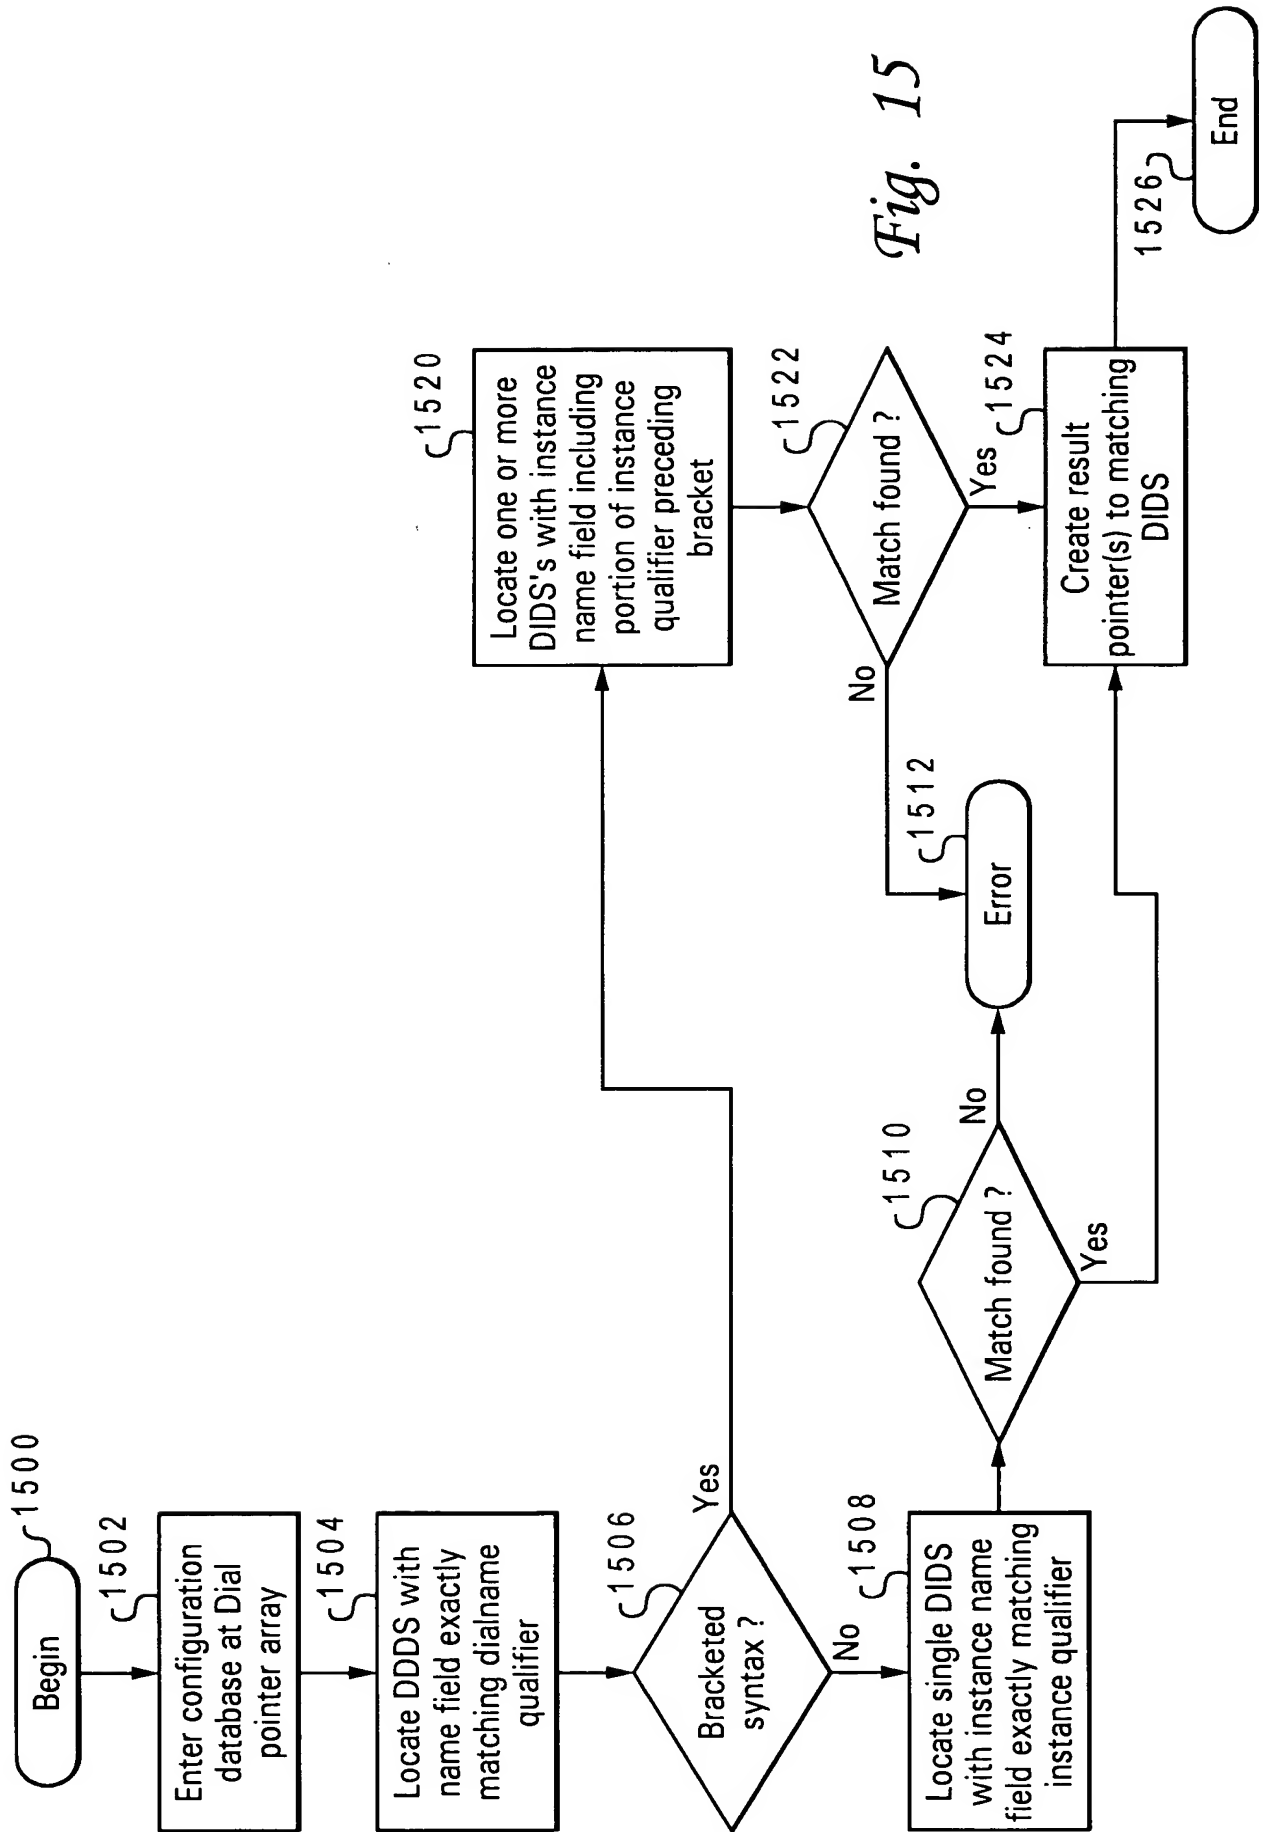 Begin
1500
1502
Enter configuration
database at Dial
pointer array
1504
Locate DDDS with
name field exactly
matching dialname
qualifier
1506
Bracketed
syntax ?
Yes
No
1508
Locate single DIDS
with instance name
field exactly matching
instance qualifier
1510
Match found ?
No
Yes
1512
Error
1520
Locate one or more
DIDS's with instance
name field including
portion of instance
qualifier preceding
bracket
1522
Match found ?
No
Yes
1524
Create result
pointer(s) to matching
DIDS
1526
End
Fig. 15